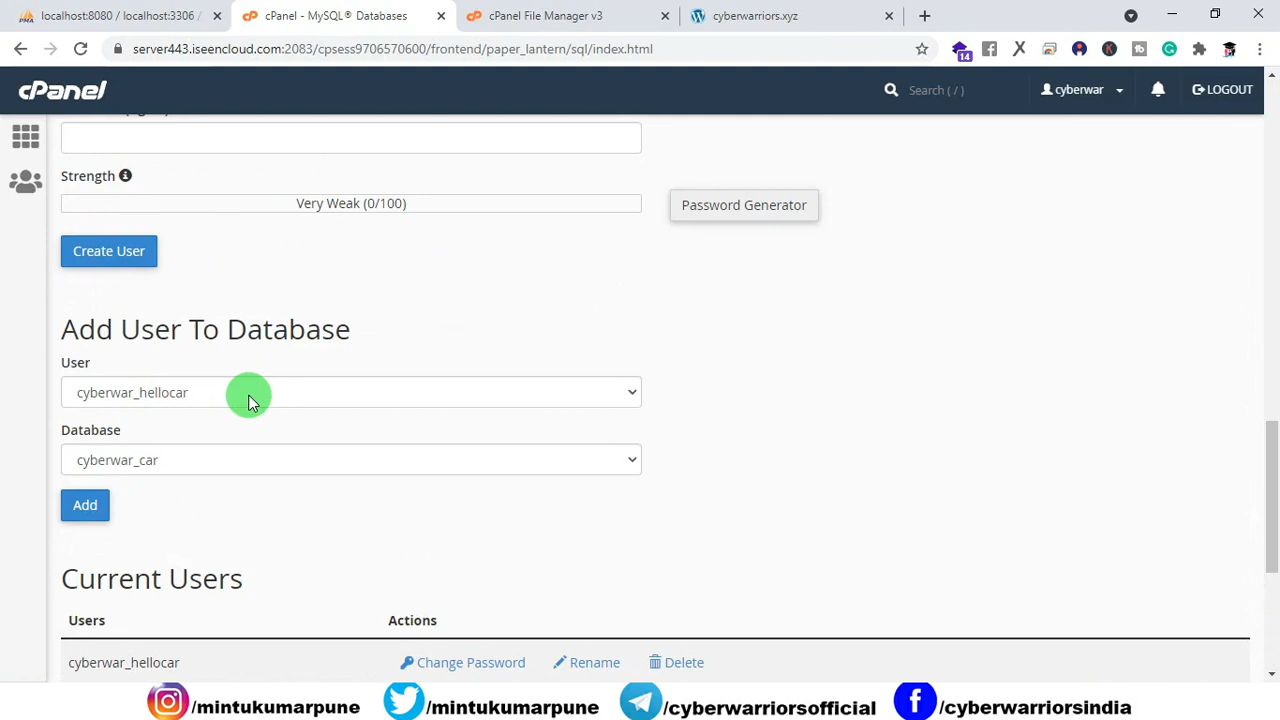 localhost:8080 / localhost:3306 /
cPanel - MySQL® Databases
cPanel File Manager v3
cyberwarriors.xyz
server443.iseencloud.com:2083/cpsess9706570600/frontend/paper_lantern/sql/index.html
14
cPanel
Search ( / )
cyberwar
LOGOUT
Strength
Very Weak (0/100)
Password Generator
Create User
Add User To Database
User
cyberwar_hellocar
Database
cyberwar_car
Add
Current Users
Users Actions
cyberwar_hellocar Change Password Rename Delete
/mintukumarpune /mintukumarpune /cyberwarriorsofficial /cyberwarriorsindia